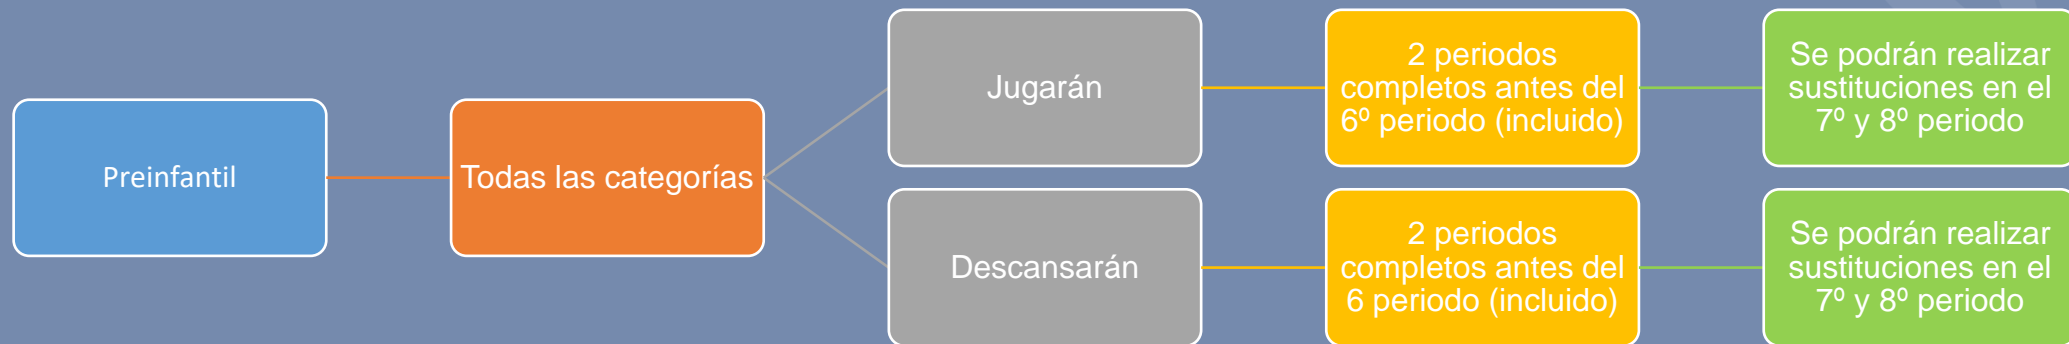 Preinfantil
Todas las categorías
Jugarán
2 periodos
completos antes del
6º periodo (incluido)
Se podrán realizar
sustituciones en el
7º y 8º periodo
Descansarán
2 periodos
completos antes del
6 periodo (incluido)
Se podrán realizar
sustituciones en el
7º y 8º periodo